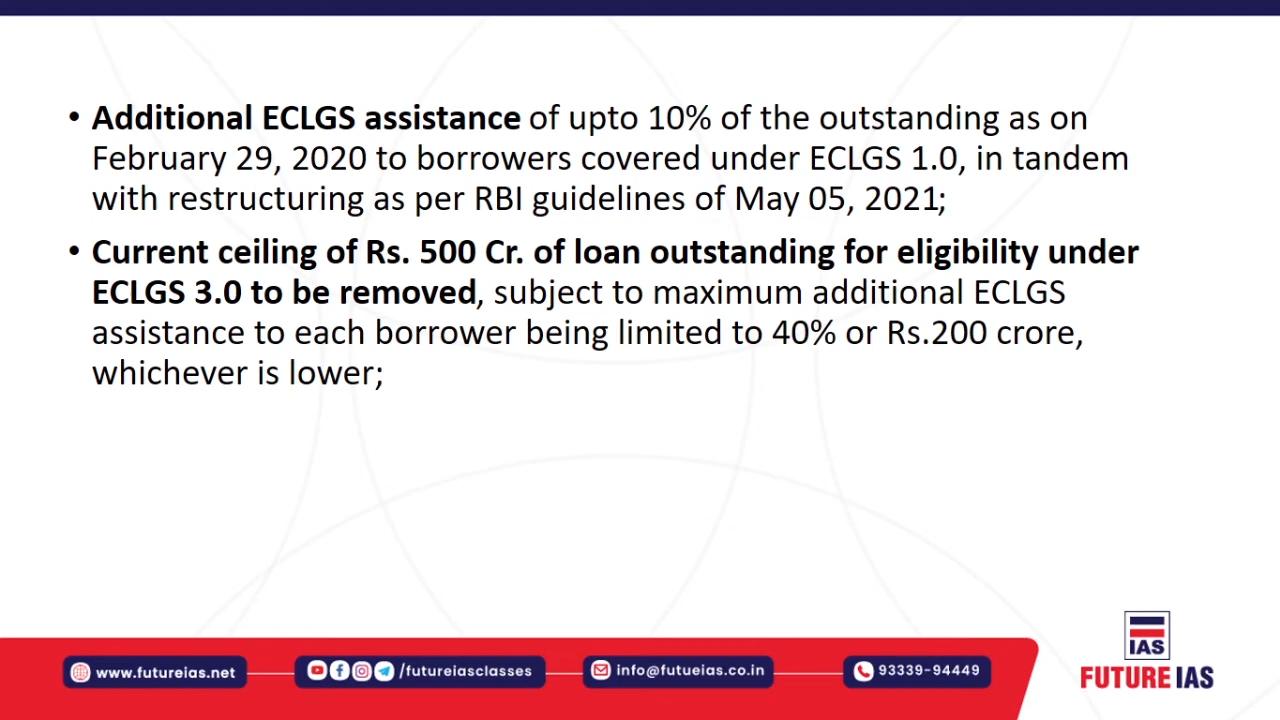 • Additional ECLGS assistance of upto 10% of the outstanding as on
February 29, 2020 to borrowers covered under ECLGS 1.0, in tandem
with restructuring as per RBI guidelines of May 05, 2021;
• Current ceiling of Rs. 500 Cr. of loan outstanding for eligibility under
ECLGS 3.0 to be removed, subject to maximum additional ECLGS
assistance to each borrower being limited to 40% or Rs.200 crore,
whichever is lower;
IAS
FUTURE IAS
www.futureias.net
/futureiasclasses
info@futueias.co.in
93339-94449